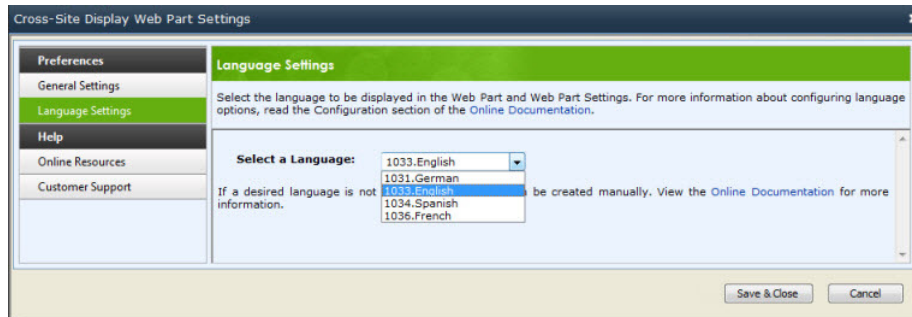 Cross-Site Display Web Part Settings
Preferences
General Settings
Language Settings
Help
Online Resources
Customer Support
Language Settings
Select the language to be displayed in the Web Part and Web Part Settings. For more information about configuring language
options, read the Configuration section of the Online Documentation.
Select a Language:
1033.English
1031.German
1033.English
1034.Spanish
1036.French
If a desired language is not be created manually. View the Online Documentation for more
information.
Save & Close
Cancel